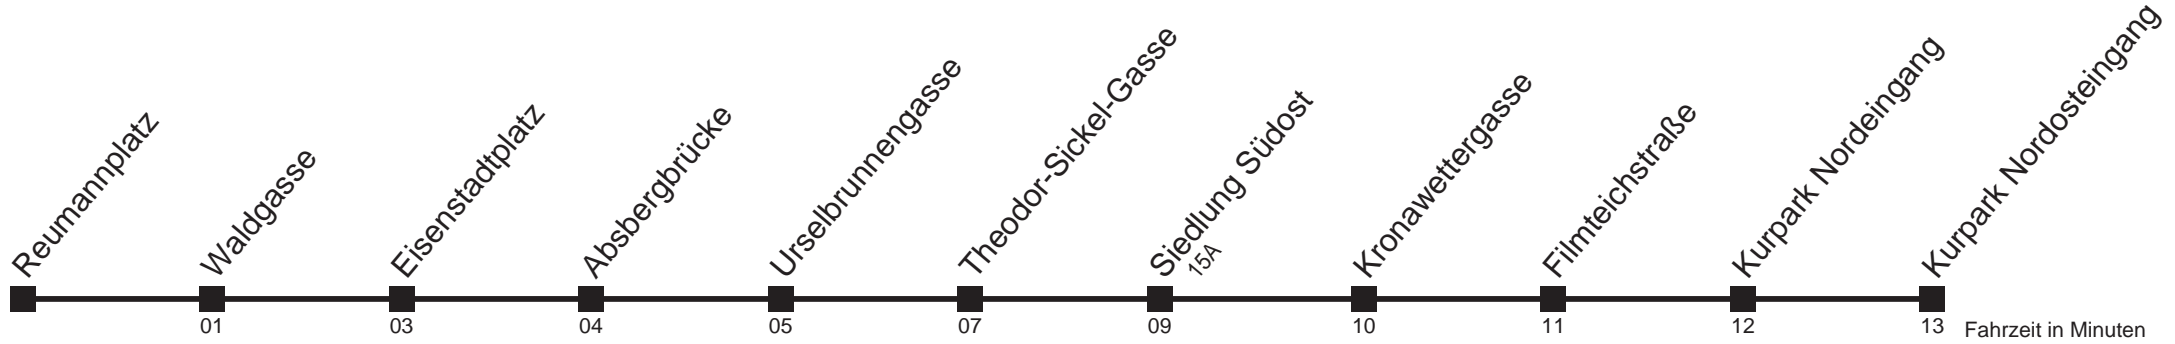 Reumannplatz
Waldgasse
Eisenstadtplatz
Absbergbrücke
Urselbrunnengasse
Theodor-Sickel-Gasse
Siedlung Südost
15A
Kronawettergasse
Filmteichstraße
Kurpark Nordeingang
Kurpark Nordosteingang
01
03
04
05
07
09
10
11
12
13
Fahrzeit in Minuten